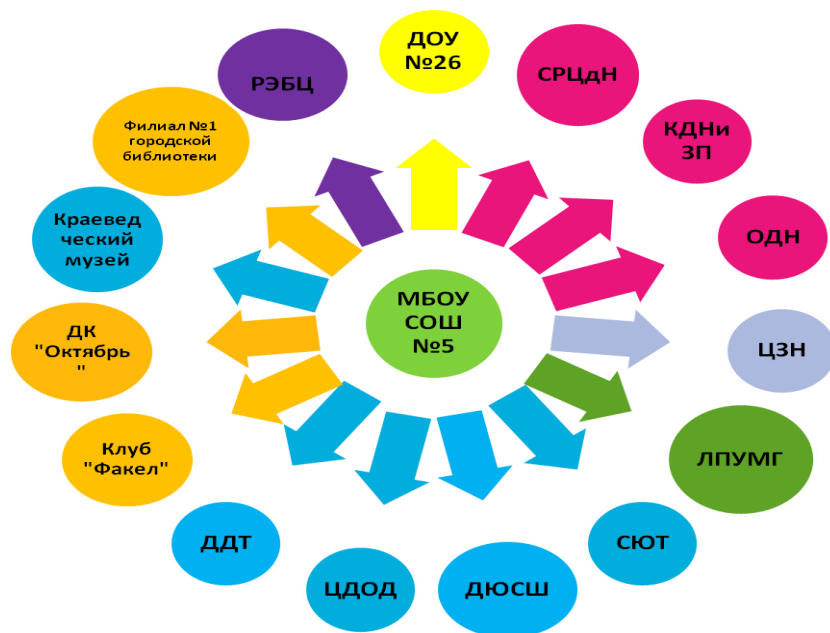 ДОУ
№26
СРЦдН
КДНи
ЗП
ОДН
ЦЗН
ЛПУМГ
СЮТ
ДЮСШ
ЦДОД
ДДТ
Клуб
"Факел"
ДК
"Октябрь
"
Краевед
ческий
музей
Филиал №1
городской
библиотеки
РЭБЦ
МБОУ
СОШ
№5